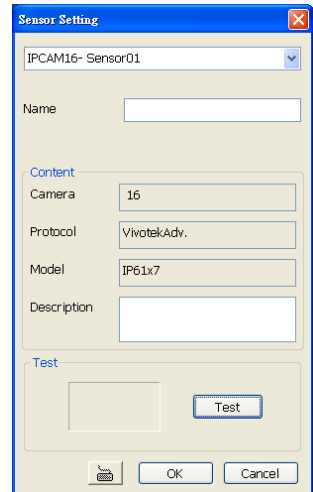 Sensor Setting
IPCAM16- Sensor01
Name
Content
Camera 16
Protocol VivotekAdv.
Model IP61x7
Description
Test
Test
OK Cancel